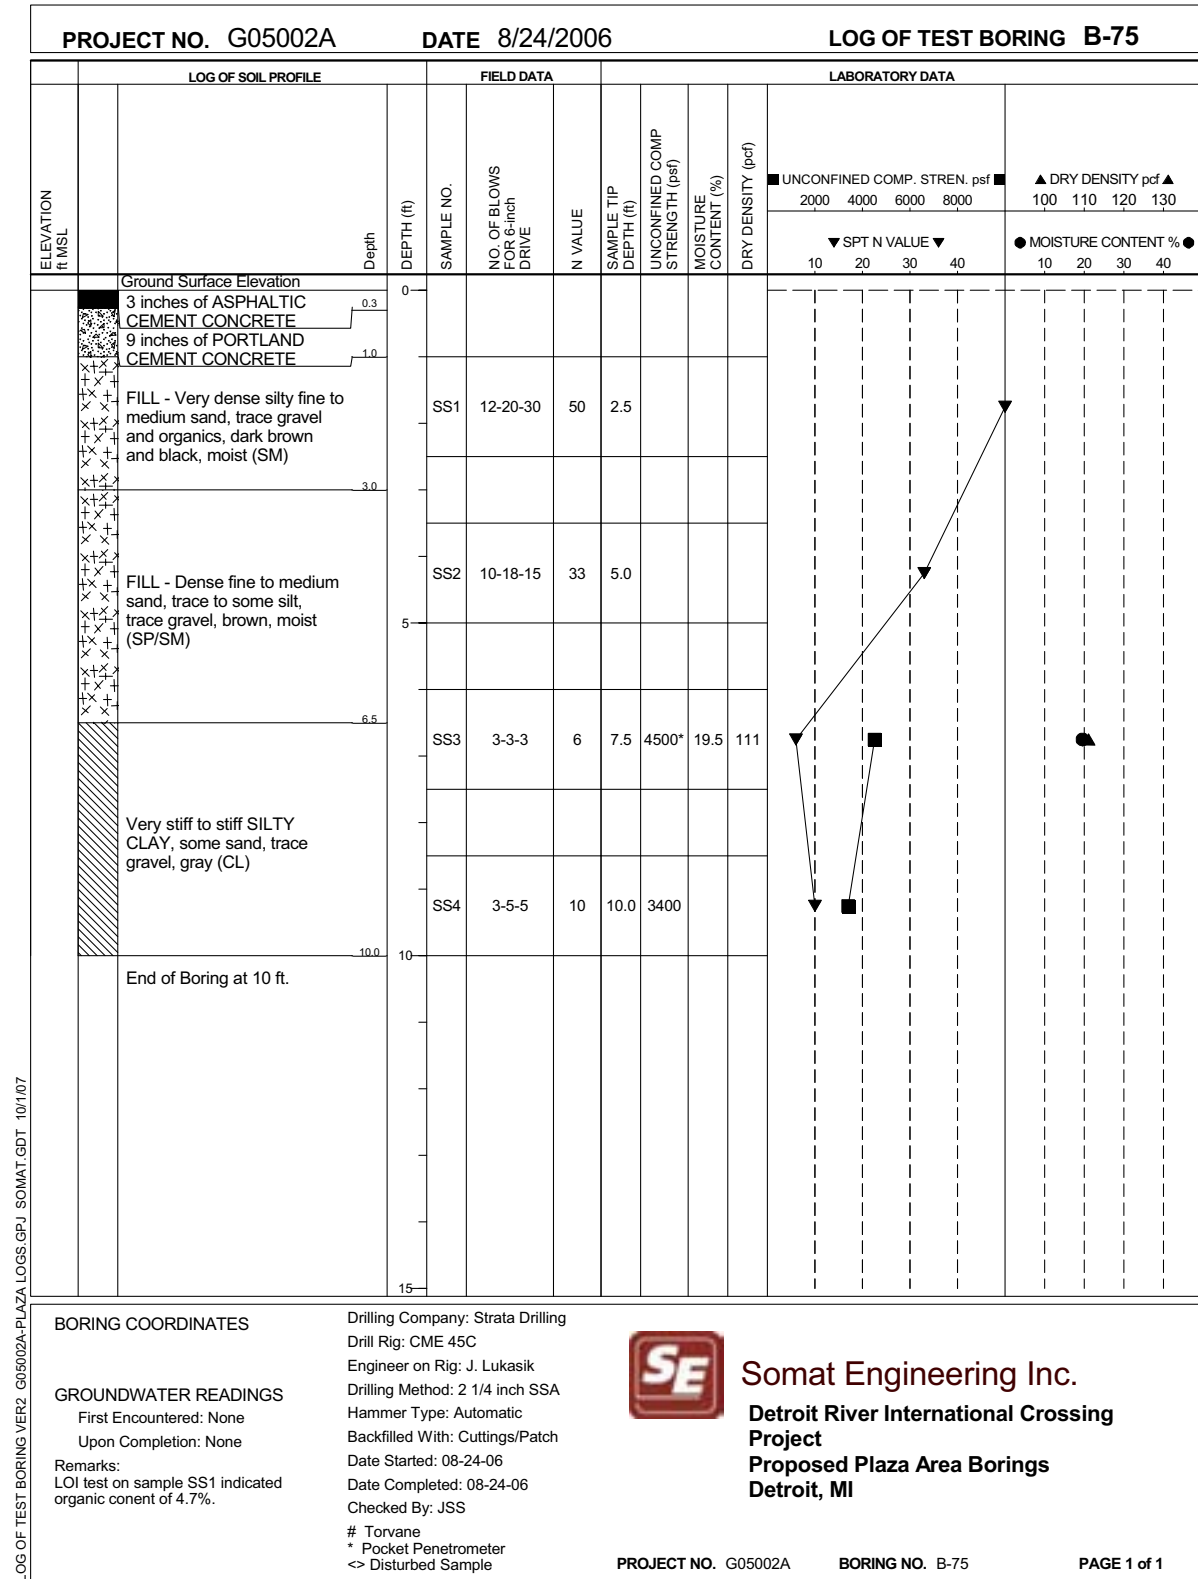 PROJECT NO. G05002A DATE 8/24/2006 LOG OF TEST BORING B-75
LOG OF SOIL PROFILE FIELD DATA LABORATORY DATA
ELEVATION
ft MSL
Depth
DEPTH (ft)
SAMPLE NO.
NO. OF BLOWS
FOR 6-inch
DRIVE
N VALUE
SAMPLE TIP
DEPTH (ft)
UNCONFINED COMP
STRENGTH (psf)
MOISTURE
CONTENT (%)
DRY DENSITY (pcf)
■ UNCONFINED COMP. STREN. psf ■ ▲ DRY DENSITY pcf ▲
2000 4000 6000 8000 100 110 120 130
▼ SPT N VALUE ▼ ● MOISTURE CONTENT % ●
10 20 30 40 10 20 30 40
Ground Surface Elevation
0
3 inches of ASPHALTIC 0.3
CEMENT CONCRETE
9 inches of PORTLAND
CEMENT CONCRETE 1.0
FILL - Very dense silty fine to
medium sand, trace gravel
and organics, dark brown
and black, moist (SM)
SS1 12-20-30 50 2.5
3.0
FILL - Dense fine to medium
sand, trace to some silt,
trace gravel, brown, moist
(SP/SM)
SS2 10-18-15 33 5.0
5
6.5
SS3 3-3-3 6 7.5 4500* 19.5 111
Very stiff to stiff SILTY
CLAY, some sand, trace
gravel, gray (CL)
SS4 3-5-5 10 10.0 3400
10.0 10
End of Boring at 10 ft.
15
BORING COORDINATES
GROUNDWATER READINGS
First Encountered: None
Upon Completion: None
Remarks:
LOI test on sample SS1 indicated
organic conent of 4.7%.
Drilling Company: Strata Drilling
Drill Rig: CME 45C
Engineer on Rig: J. Lukasik
Drilling Method: 2 1/4 inch SSA
Hammer Type: Automatic
Backfilled With: Cuttings/Patch
Date Started: 08-24-06
Date Completed: 08-24-06
Checked By: JSS
# Torvane
* Pocket Penetrometer
<> Disturbed Sample
SE
Somat Engineering Inc.
Detroit River International Crossing
Project
Proposed Plaza Area Borings
Detroit, MI
PROJECT NO. G05002A BORING NO. B-75 PAGE 1 of 1
LOG OF TEST BORING VER2 G05002A-PLAZA LOGS.GPJ SOMAT.GDT 10/1/07